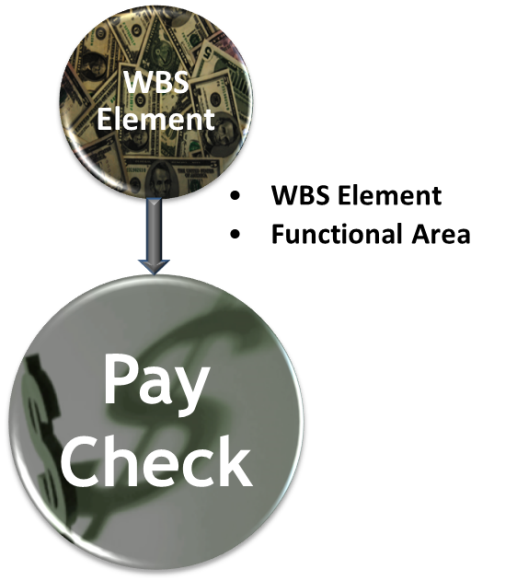 WBS
Element
• WBS Element
• Functional Area
Pay
Check